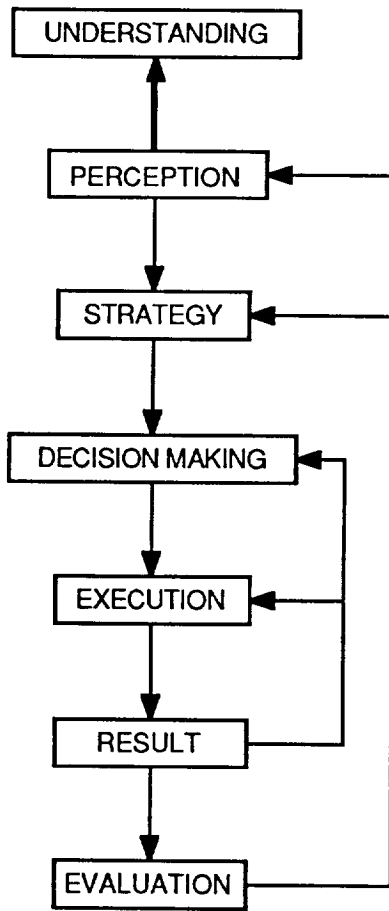 UNDERSTANDING
PERCEPTION
STRATEGY
DECISION MAKING
EXECUTION
RESULT
EVALUATION